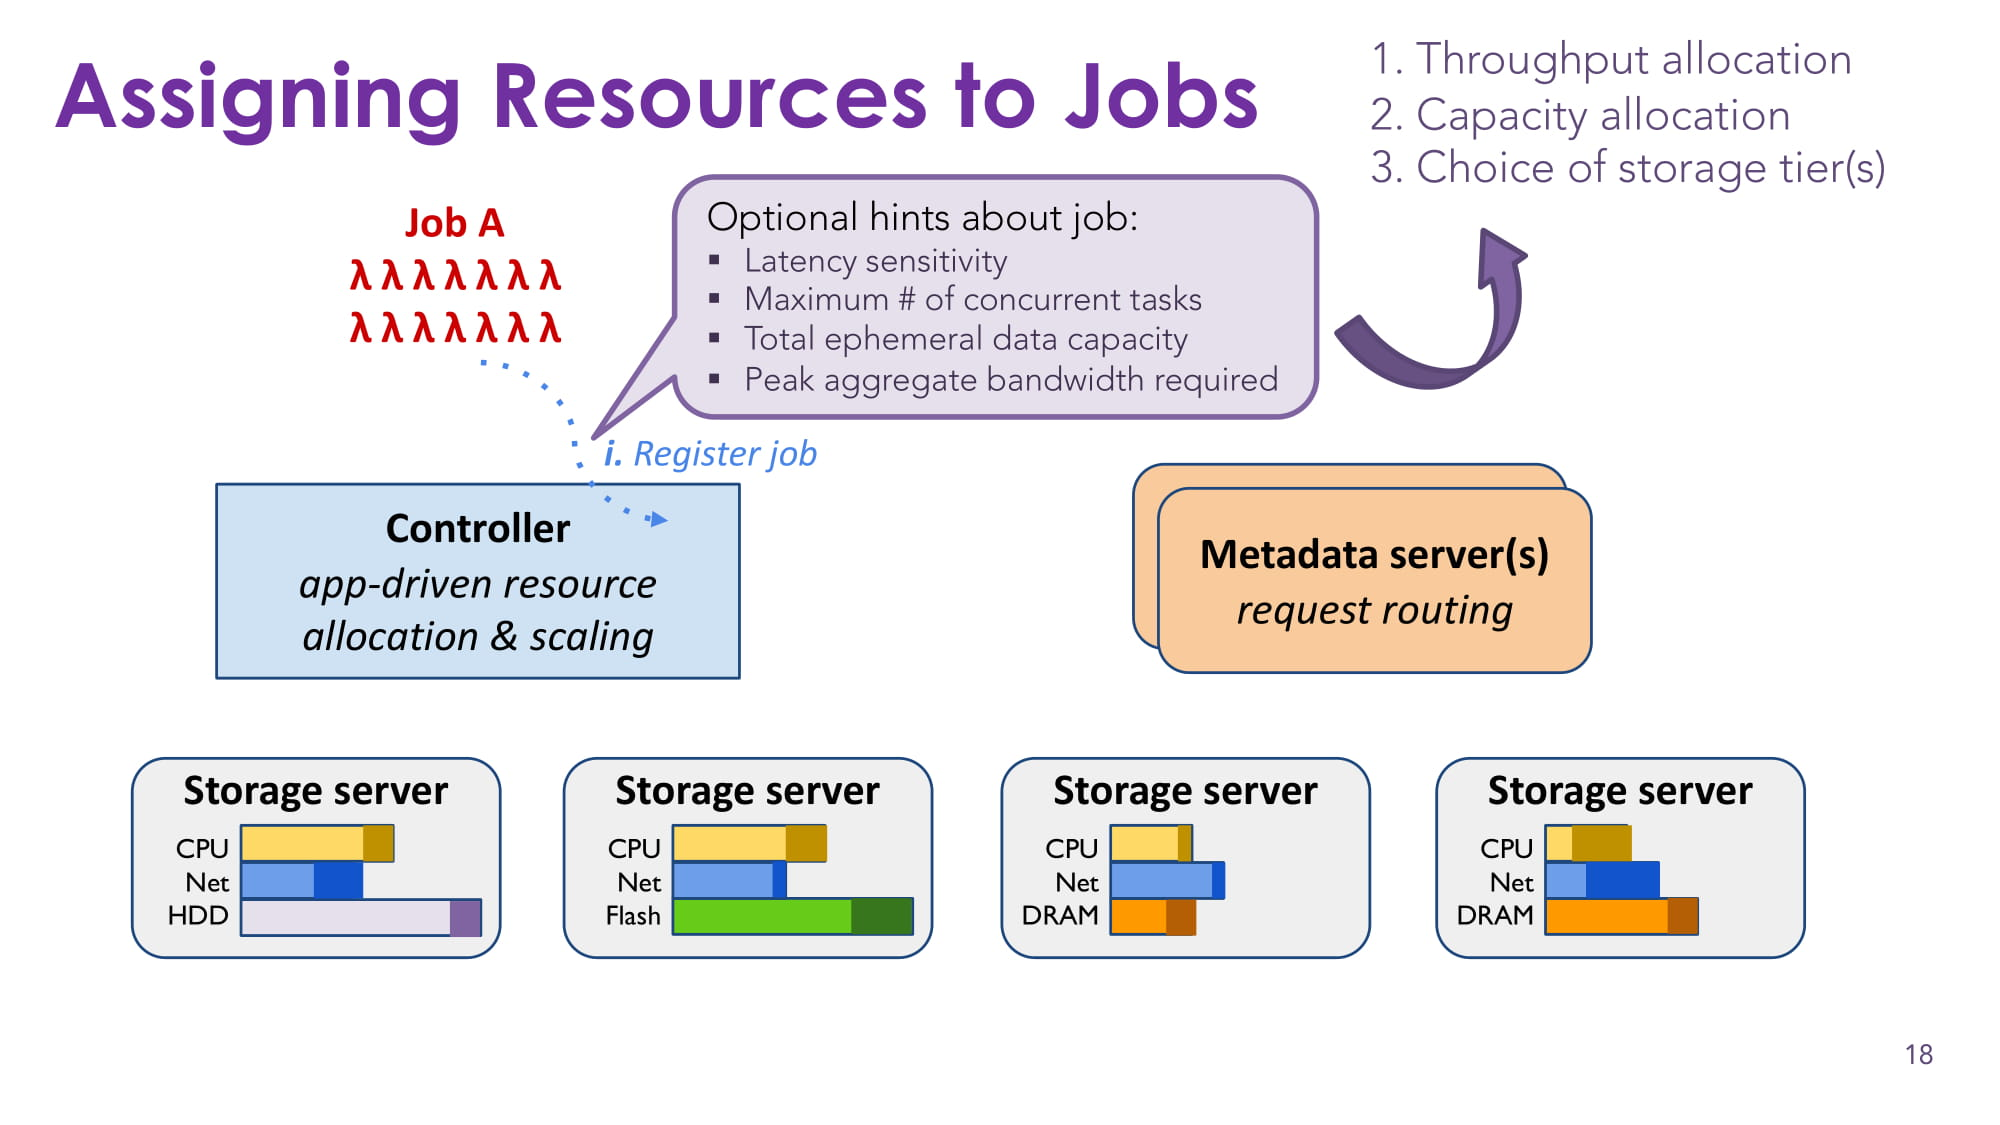 Assigning Resources to Jobs
1. Throughput allocation
2. Capacity allocation
3. Choice of storage tier(s)
Job A
λ λ λ λ λ λ λ
λ λ λ λ λ λ λ
Optional hints about job:
▪ Latency sensitivity
▪ Maximum # of concurrent tasks
▪ Total ephemeral data capacity
▪ Peak aggregate bandwidth required
i. Register job
Controller
app-driven resource
allocation & scaling
Metadata server(s)
request routing
Storage server
CPU
Net
HDD
Storage server
CPU
Net
Flash
Storage server
CPU
Net
DRAM
Storage server
CPU
Net
DRAM
18